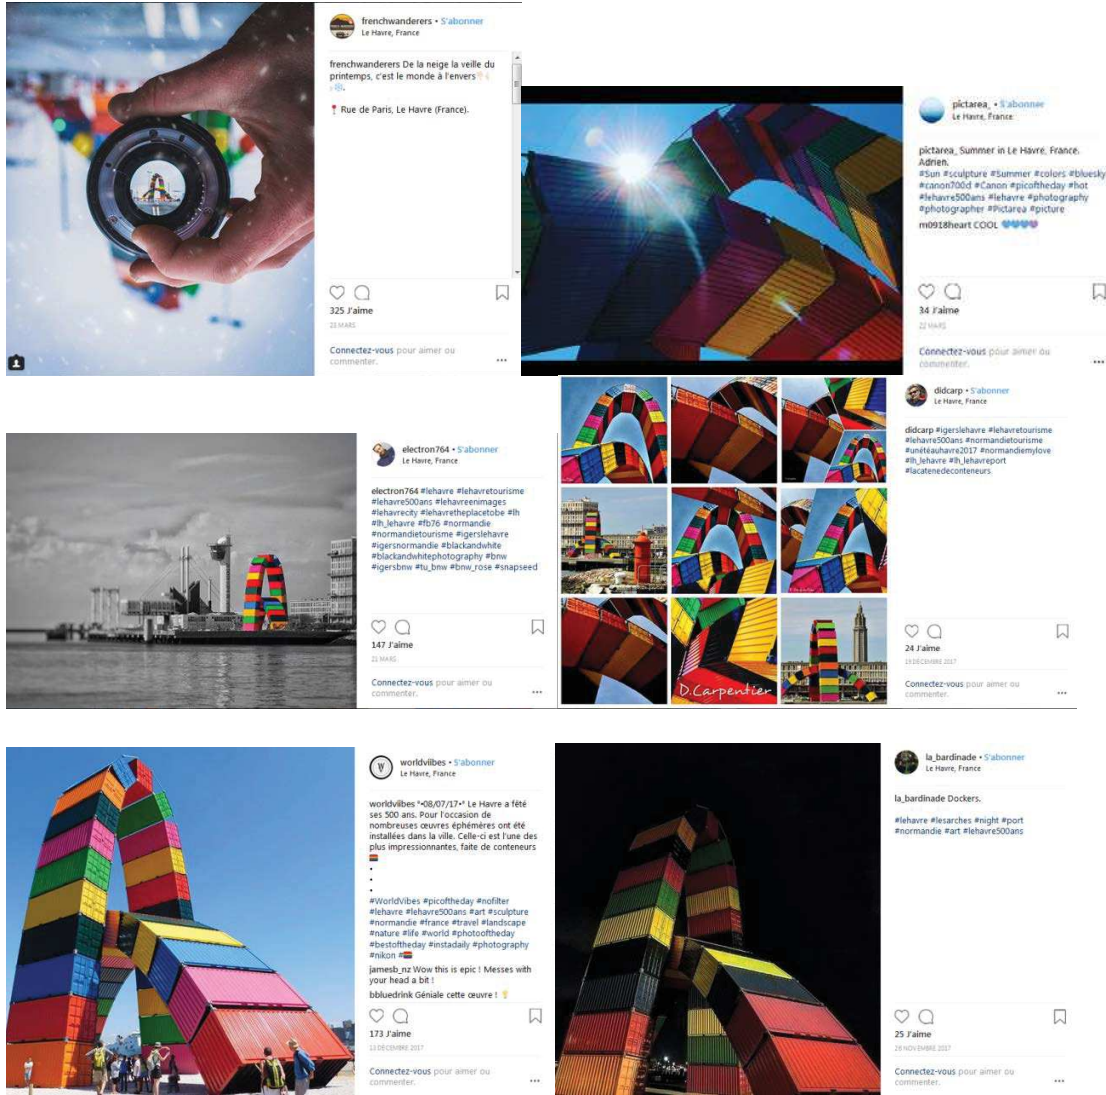 frenchwanderers • S'abonner
Le Havre, France
frenchwanderers De la neige la veille du
printemps, c'est le monde à l'envers
Rue de Paris, Le Havre (France).
325 J'aime
23 MARS
Connectez-vous pour aimer ou
commenter.
pictarea_ • S'abonner
Le Havre, France
pictarea_ Summer in Le Havre, France.
Adrien.
#Sun #sculpture #Summer #colors #bluesky
#canon700d #Canon #picoftheday #hot
#lehavre500ans #lehavre #photography
#photographer #Pictarea #picture
m0918heart COOL
34 J'aime
22 MARS
Connectez-vous pour aimer ou
commenter.
electron764 • S'abonner
Le Havre, France
electron764 #lehavre #lehavretourisme
#lehavre500ans #lehavreenimages
#lehavrecity #lehavretheplacetobe #lh
#lh_lehavre #fb76 #normandie
#normandietourisme #igerslehavre
#igersnormandie #blackandwhite
#blackandwhitephotography #bnw
#igersbnw #tu_bnw #bnw_rose #snapseed
147 J'aime
21 MARS
Connectez-vous pour aimer ou
commenter.
didcarp • S'abonner
Le Havre, France
didcarp #igerslehavre #lehavretourisme
#lehavre500ans #normandietourisme
#unétéauhavre2017 #normandiemylove
#lh_lehavre #lh_lehavreport
#lacatenedeconteneurs
D.Carpentier
24 J'aime
19 DÉCEMBRE 2017
Connectez-vous pour aimer ou
commenter.
worldviibes • S'abonner
Le Havre, France
worldviibes °•08/07/17•° Le Havre a fêté
ses 500 ans. Pour l'occasion de
nombreuses œuvres éphémères ont été
installées dans la ville. Celle-ci est l'une des
plus impressionnantes, faite de conteneurs
•
•
•
#WorldVibes #picoftheday #nofilter
#lehavre #lehavre500ans #art #sculpture
#normandie #france #travel #landscape
#nature #life #world #photooftheday
#bestoftheday #instadaily #photography
#nikon #
jamesb_nz Wow this is epic ! Messes with
your head a bit !
bbluedrink Géniale cette œuvre !
173 J'aime
13 DÉCEMBRE 2017
Connectez-vous pour aimer ou
commenter.
la_bardinade • S'abonner
Le Havre, France
la_bardinade Dockers.
#lehavre #lesarches #night #port
#normandie #art #lehavre500ans
25 J'aime
26 NOVEMBRE 2017
Connectez-vous pour aimer ou
commenter.